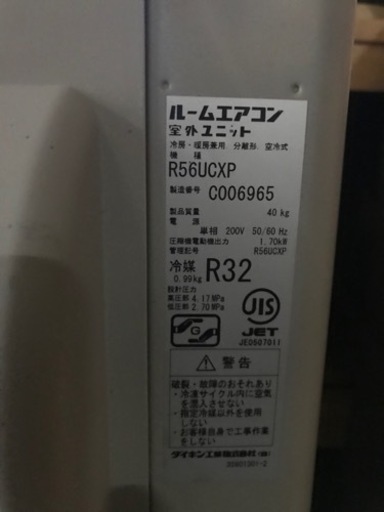 ルームエアコン
室外ユニット
冷房・暖房兼用、分離形、空冷式
機種
R56UCXP
製造番号 C006965
製品質量 40 kg
電源
単相 200V 50/60 Hz
圧縮機電動機出力 1.70kW
管理記号 R56UCXP
冷媒 R32
0.99kg
設計圧力
高圧部 4.17MPa
低圧部 2.70MPa
G
JIS
JET
JE0507011
警告
破裂・故障のおそれあり
・冷凍サイクル内に空気
を混入させない
・指定冷媒以外を使用
しない
・お客様自身で工事作業
をしない
ダイキン工業株式会社